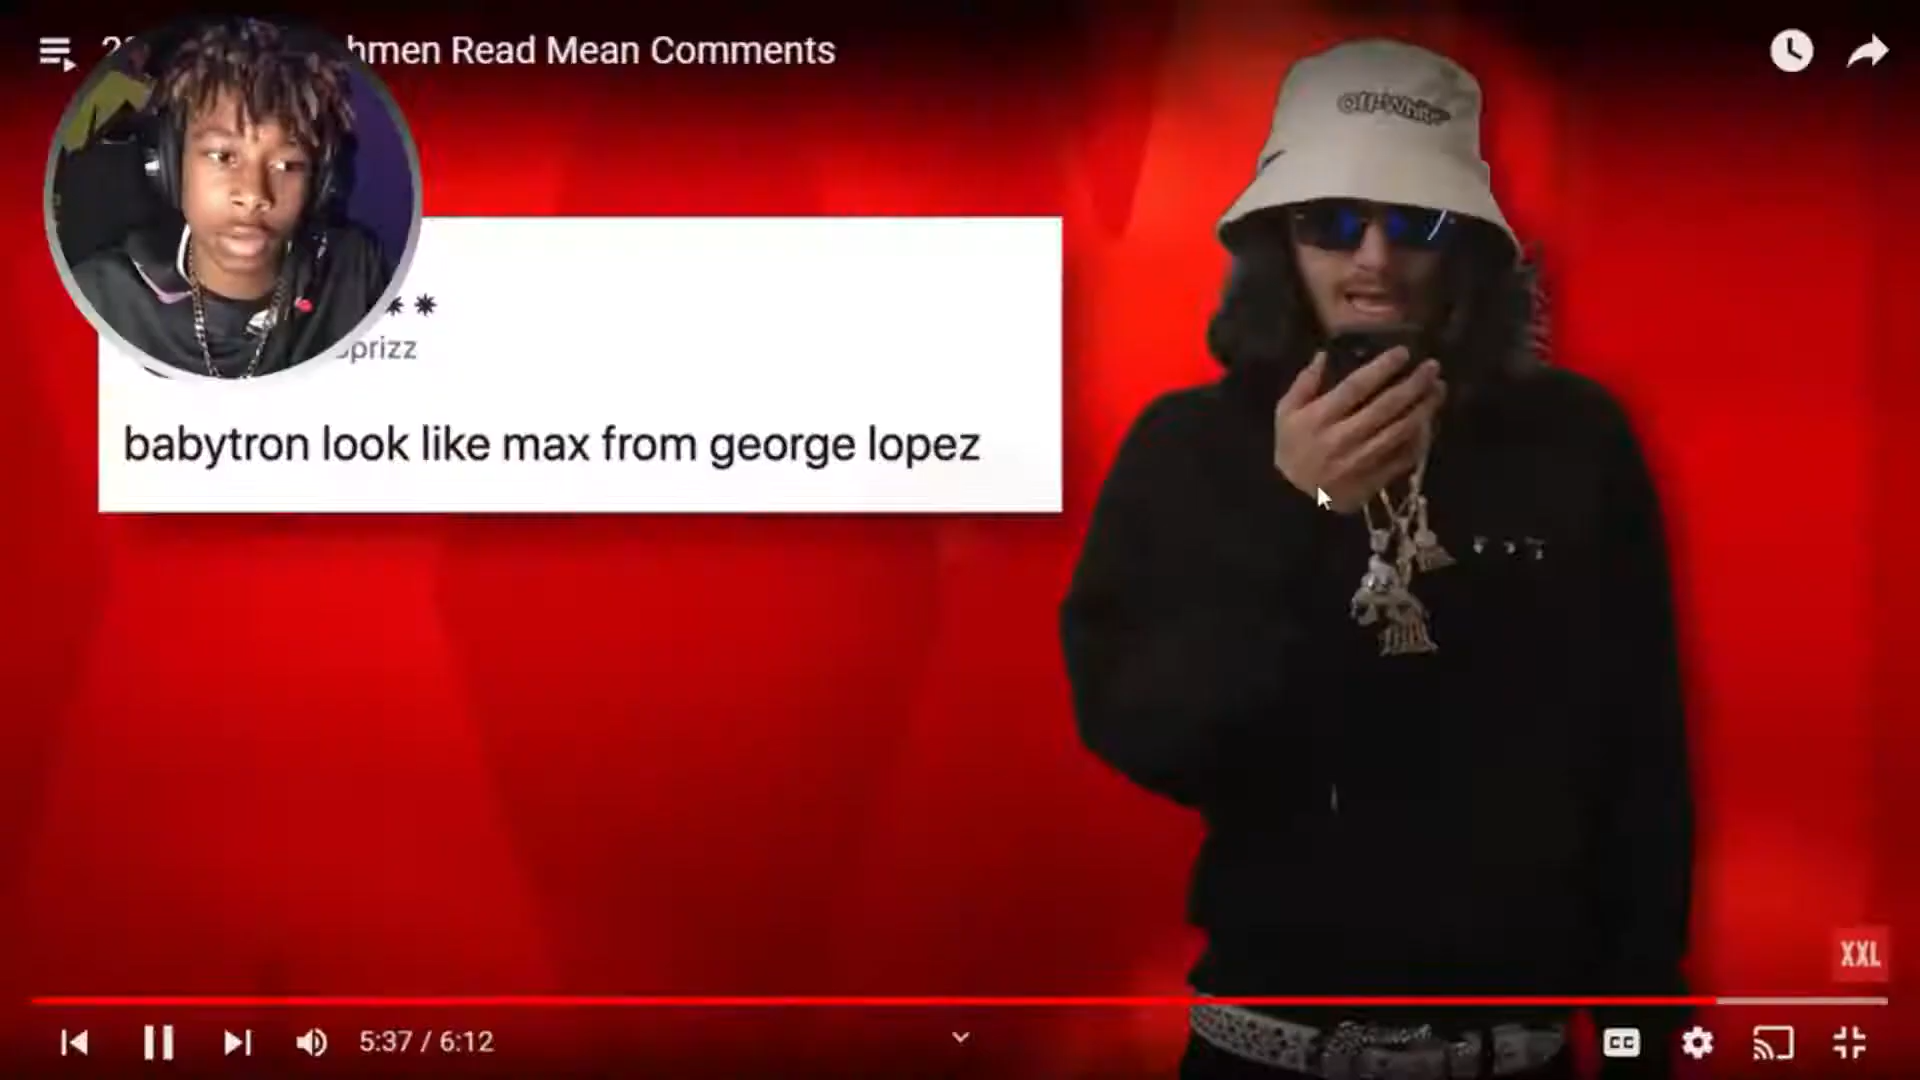 hmen Read Mean Comments
Off-White
prizz
babytron look like max from george lopez
XXL
5:37 / 6:12
CC